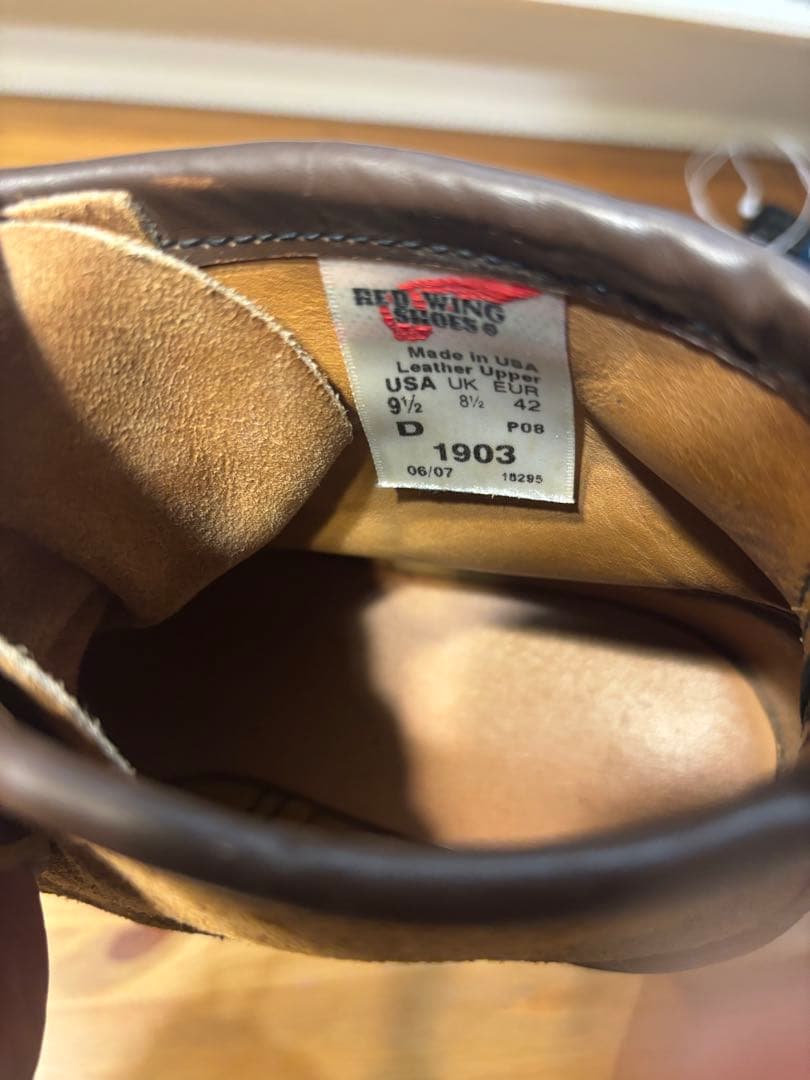 RED WING
SHOES®
Made in USA
Leather Upper
USA UK EUR
9½ 8½ 42
D P08
1903
06/07 18295